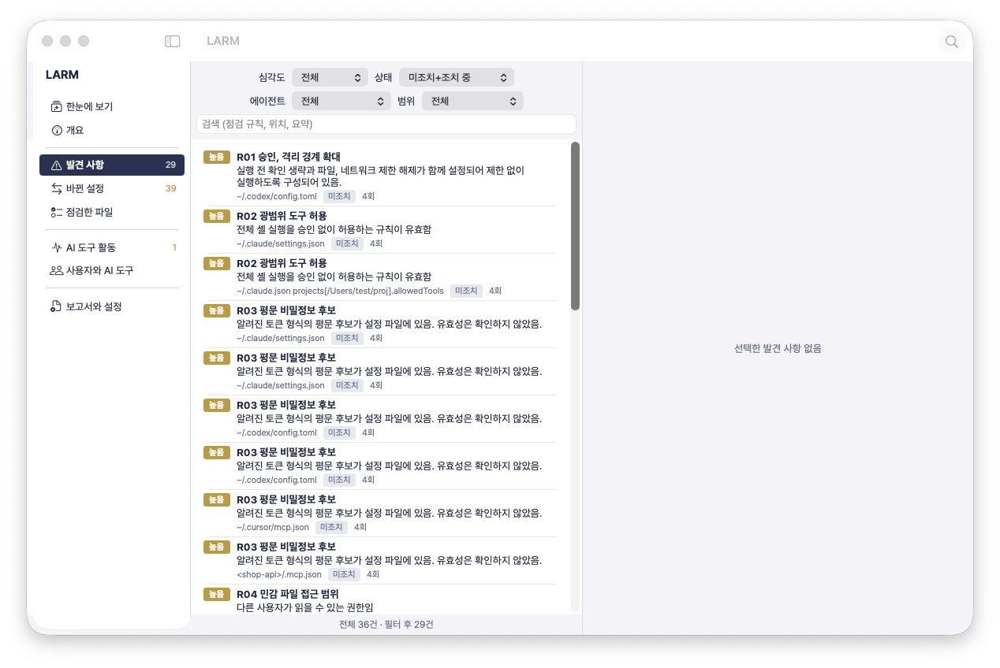 LARM
LARM
한눈에 보기
개요
발견 사항 29
바뀐 설정 39
점검한 파일
AI 도구 활동 1
사용자와 AI 도구
보고서와 설정
심각도 전체 상태 미조치+조치 중
에이전트 전체 범위 전체
검색 (점검 규칙, 위치, 요약)
높음 R01 승인, 격리 경계 확대
실행 전 확인 생략과 파일, 네트워크 제한 해제가 함께 설정되어 제한 없이
실행하도록 구성되어 있음.
~/.codex/config.toml 미조치 4회
높음 R02 광범위 도구 허용
전체 셸 실행을 승인 없이 허용하는 규칙이 유효함
~/.claude/settings.json 미조치 4회
높음 R02 광범위 도구 허용
전체 셸 실행을 승인 없이 허용하는 규칙이 유효함
~/.claude.json projects[/Users/test/proj].allowedTools 미조치 4회
높음 R03 평문 비밀정보 후보
알려진 토큰 형식의 평문 후보가 설정 파일에 있음. 유효성은 확인하지 않았음.
~/.claude/settings.json 미조치 4회
높음 R03 평문 비밀정보 후보
알려진 토큰 형식의 평문 후보가 설정 파일에 있음. 유효성은 확인하지 않았음.
~/.claude/settings.json 미조치 4회
높음 R03 평문 비밀정보 후보
알려진 토큰 형식의 평문 후보가 설정 파일에 있음. 유효성은 확인하지 않았음.
~/.codex/config.toml 미조치 4회
높음 R03 평문 비밀정보 후보
알려진 토큰 형식의 평문 후보가 설정 파일에 있음. 유효성은 확인하지 않았음.
~/.codex/config.toml 미조치 4회
높음 R03 평문 비밀정보 후보
알려진 토큰 형식의 평문 후보가 설정 파일에 있음. 유효성은 확인하지 않았음.
~/.cursor/mcp.json 미조치 4회
높음 R03 평문 비밀정보 후보
알려진 토큰 형식의 평문 후보가 설정 파일에 있음. 유효성은 확인하지 않았음.
<shop-api>/.mcp.json 미조치 4회
높음 R04 민감 파일 접근 범위
다른 사용자가 읽을 수 있는 권한임
전체 36건 · 필터 후 29건
선택한 발견 사항 없음